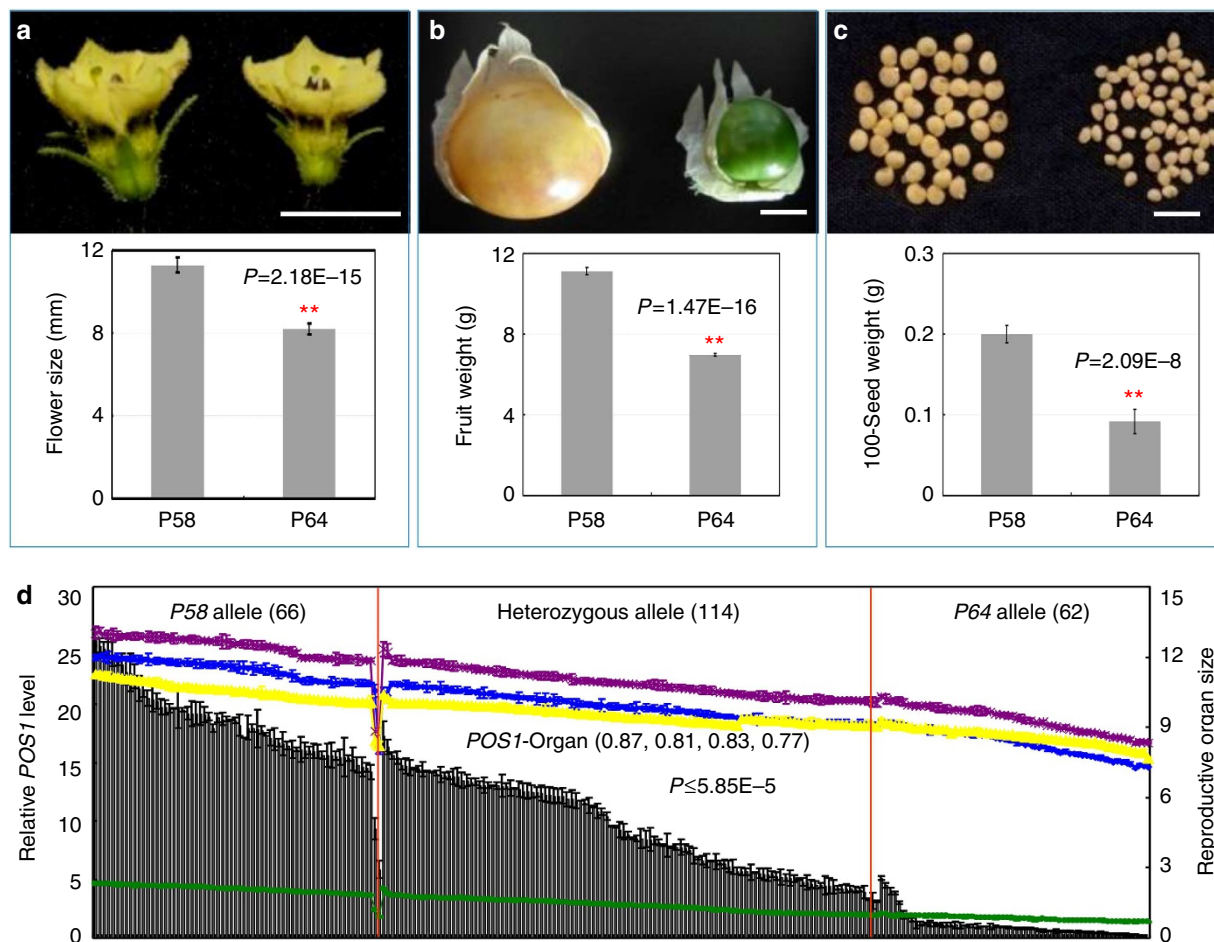 a
Flower size (mm)
12
8
4
0
P=2.18E–15
**
P58
P64
b
Fruit weight (g)
12
8
4
0
P=1.47E–16
**
P58
P64
c
100-Seed weight (g)
0.3
0.2
0.1
0
P=2.09E–8
**
P58
P64
d
Relative POS1 level
30
25
20
15
10
5
0
P58 allele (66)
Heterozygous allele (114)
P64 allele (62)
POS1-Organ (0.87, 0.81, 0.83, 0.77)
P≤5.85E–5
15
12
9
6
3
0
Reproductive organ size